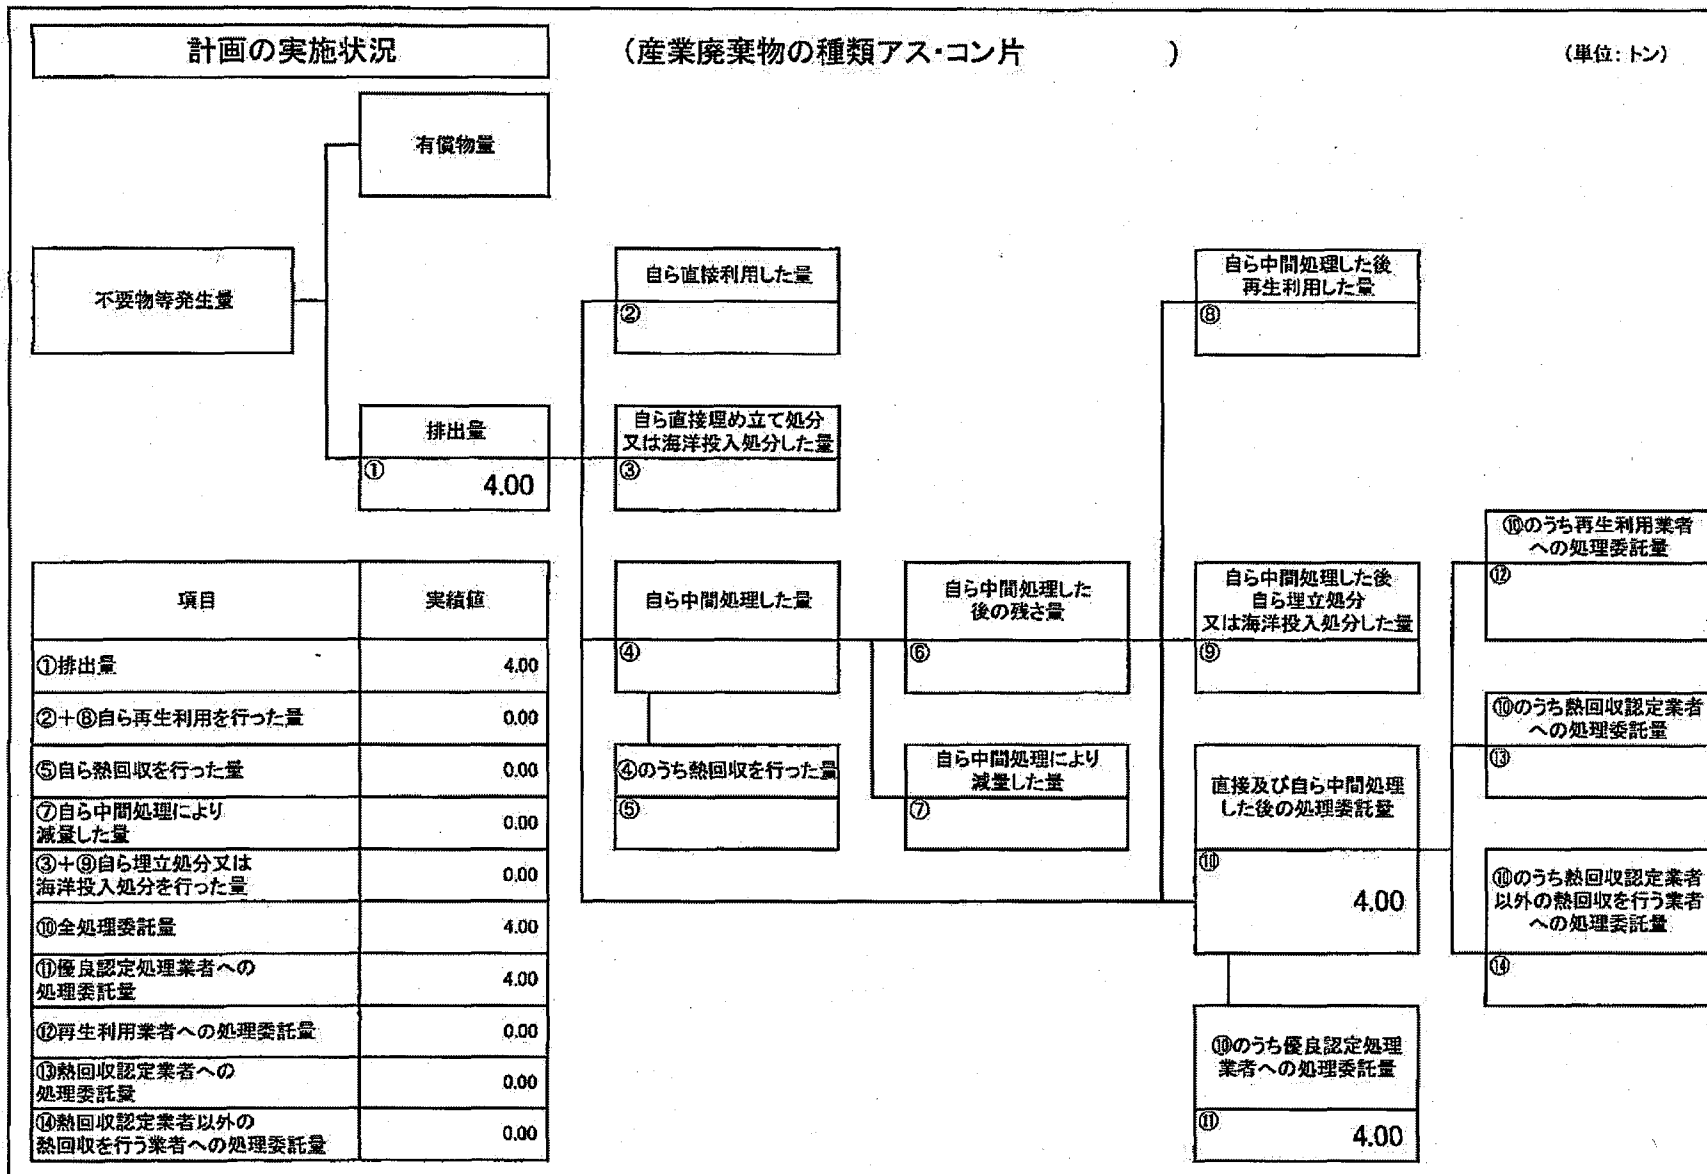 計画の実施状況
(産業廃棄物の種類アス・コン片 )
(単位:トン)
有償物量
不要物等発生量
自ら直接利用した量
②
自ら中間処理した後
再生利用した量
⑧
排出量
①
4.00
自ら直接埋め立て処分
又は海洋投入処分した量
③
⑩のうち再生利用業者
への処理委託量
⑫
自ら中間処理した量
④
自ら中間処理した
後の残さ量
⑥
自ら中間処理した後
自ら埋立処分
又は海洋投入処分した量
⑨
⑩のうち熱回収認定業者
への処理委託量
⑬
④のうち熱回収を行った量
⑤
自ら中間処理により
減量した量
⑦
直接及び自ら中間処理
した後の処理委託量
⑩
4.00
⑩のうち熱回収認定業者
以外の熱回収を行う業者
への処理委託量
⑭
⑩のうち優良認定処理
業者への処理委託量
⑪
4.00
項目 実績値
①排出量 4.00
②+⑧自ら再生利用を行った量 0.00
⑤自ら熱回収を行った量 0.00
⑦自ら中間処理により
減量した量 0.00
③+⑨自ら埋立処分又は
海洋投入処分を行った量 0.00
⑩全処理委託量 4.00
⑪優良認定処理業者への
処理委託量 4.00
⑫再生利用業者への処理委託量 0.00
⑬熱回収認定業者への
処理委託量 0.00
⑭熱回収認定業者以外の
熱回収を行う業者への処理委託量 0.00